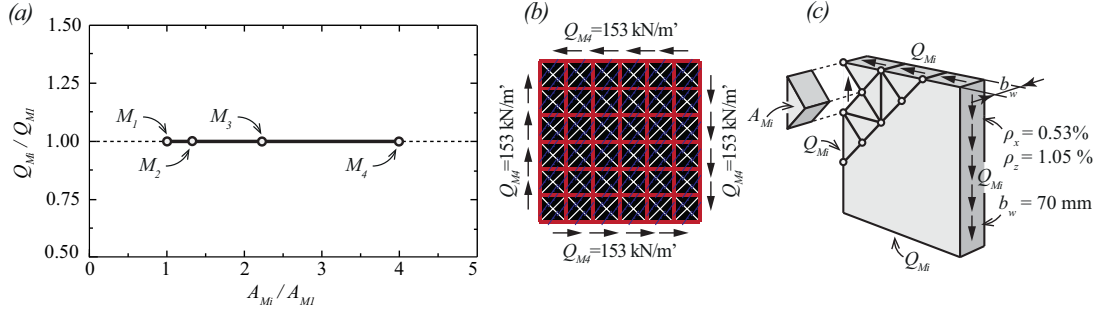 (a)
1.50
1.25
1.00
0.75
0.50
Q_Mi / Q_M1
M_1
M_2
M_3
M_4
0 1 2 3 4 5
A_Mi / A_M1
(b)
Q_M4=153 kN/m’
Q_M4=153 kN/m’
Q_M4=153 kN/m’
Q_M4=153 kN/m’
(c)
Q_Mi
b_w
A_Mi
Q_Mi
ρ_x = 0.53%
ρ_z = 1.05 %
Q_Mi
b_w = 70 mm
Q_Mi